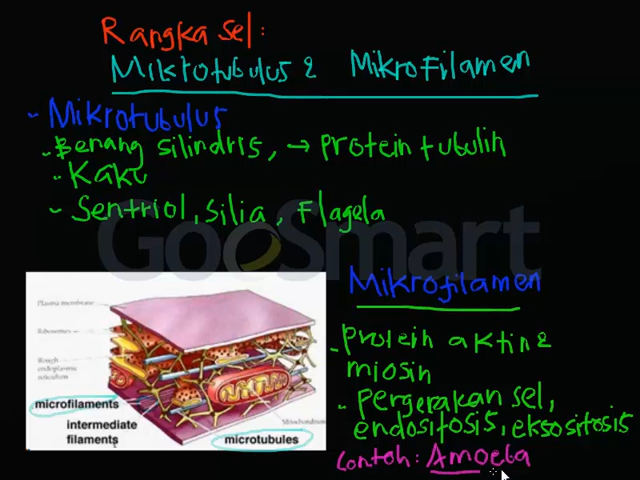 Rangka sel:
Mikrotubulus & Mikrofilamen
- Mikrotubulus
- Benang silindris, → protein tubulin
- Kaku
- Sentriol, silia, Flagela
GooSmart
Mikrofilamen
- protein aktin &
miosin
- pergerakan sel,
endositosis, eksositosis
Contoh: Amoeba
Plasma membrane
Ribosomes
Rough
endoplasmic
reticulum
microfilaments
intermediate
filaments
microtubules
Mitochondrion